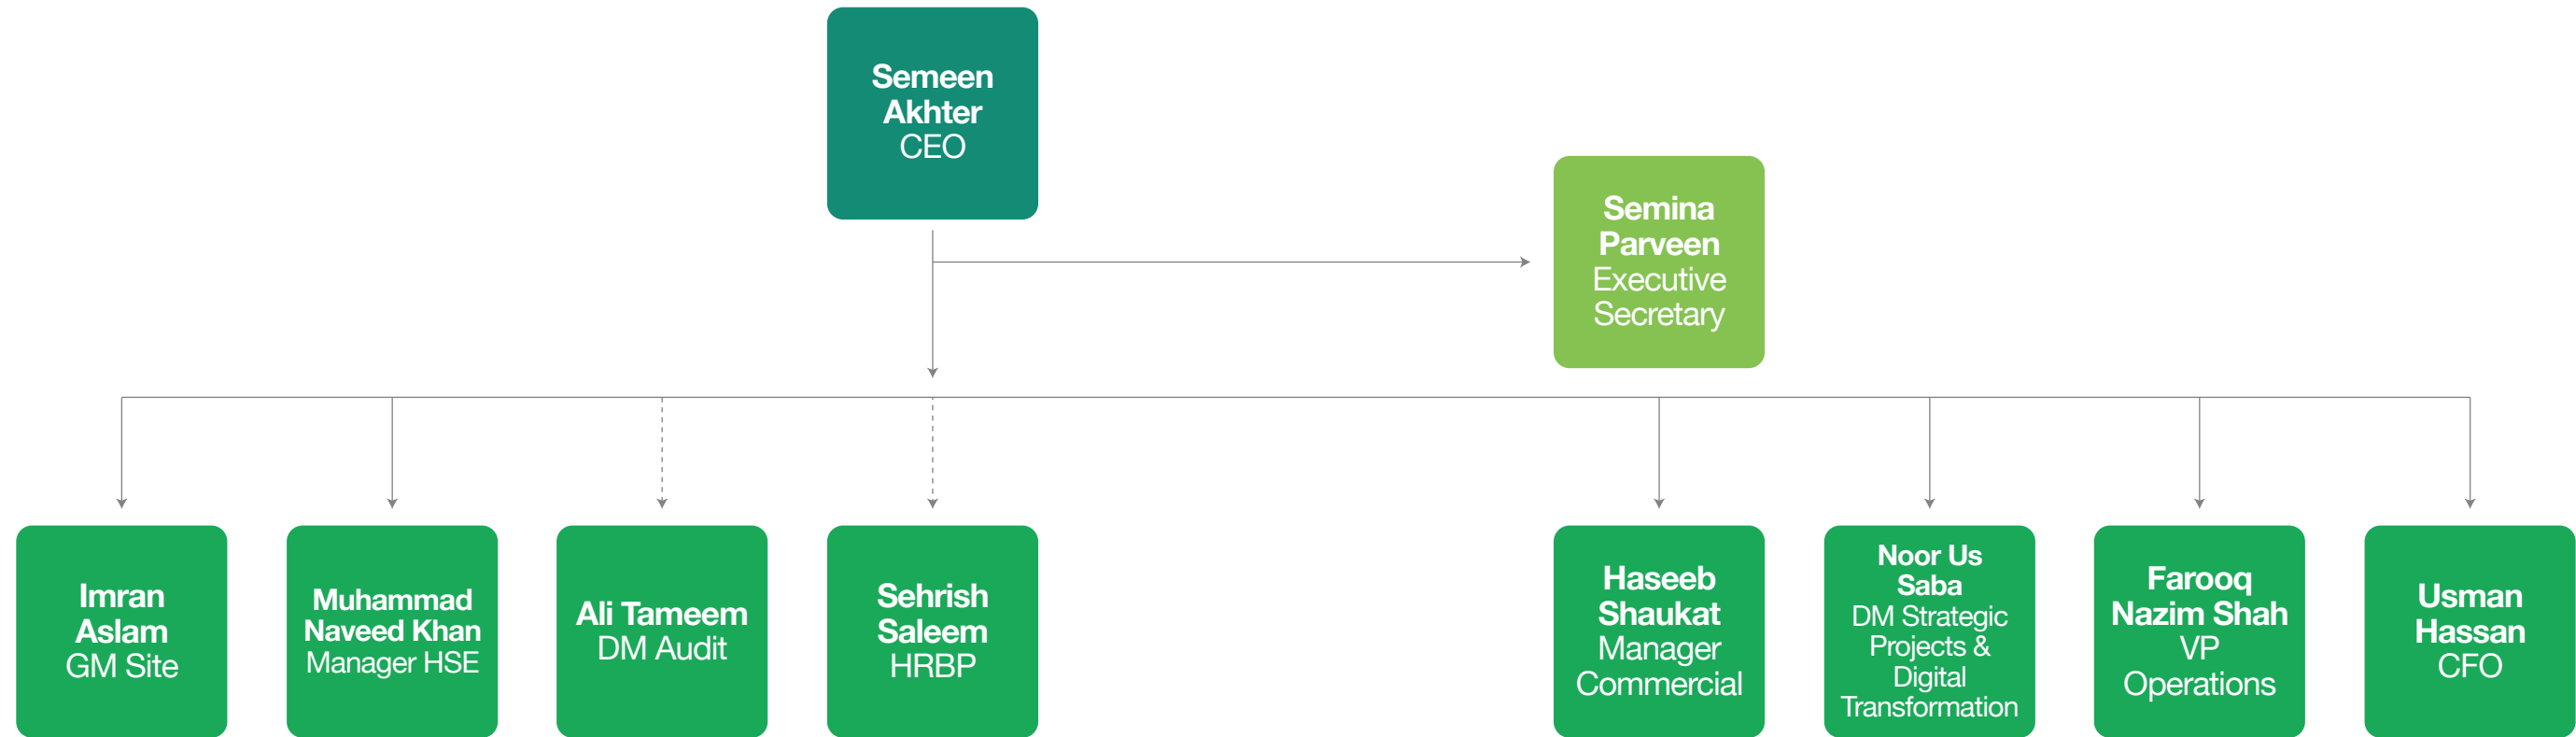 Semeen
Akhter
CEO
Semina
Parveen
Executive
Secretary
Imran
Aslam
GM Site
Muhammad
Naveed Khan
Manager HSE
Ali Tameem
DM Audit
Sehrish
Saleem
HRBP
Haseeb
Shaukat
Manager
Commercial
Noor Us
Saba
DM Strategic
Projects &
Digital
Transformation
Farooq
Nazim Shah
VP
Operations
Usman
Hassan
CFO